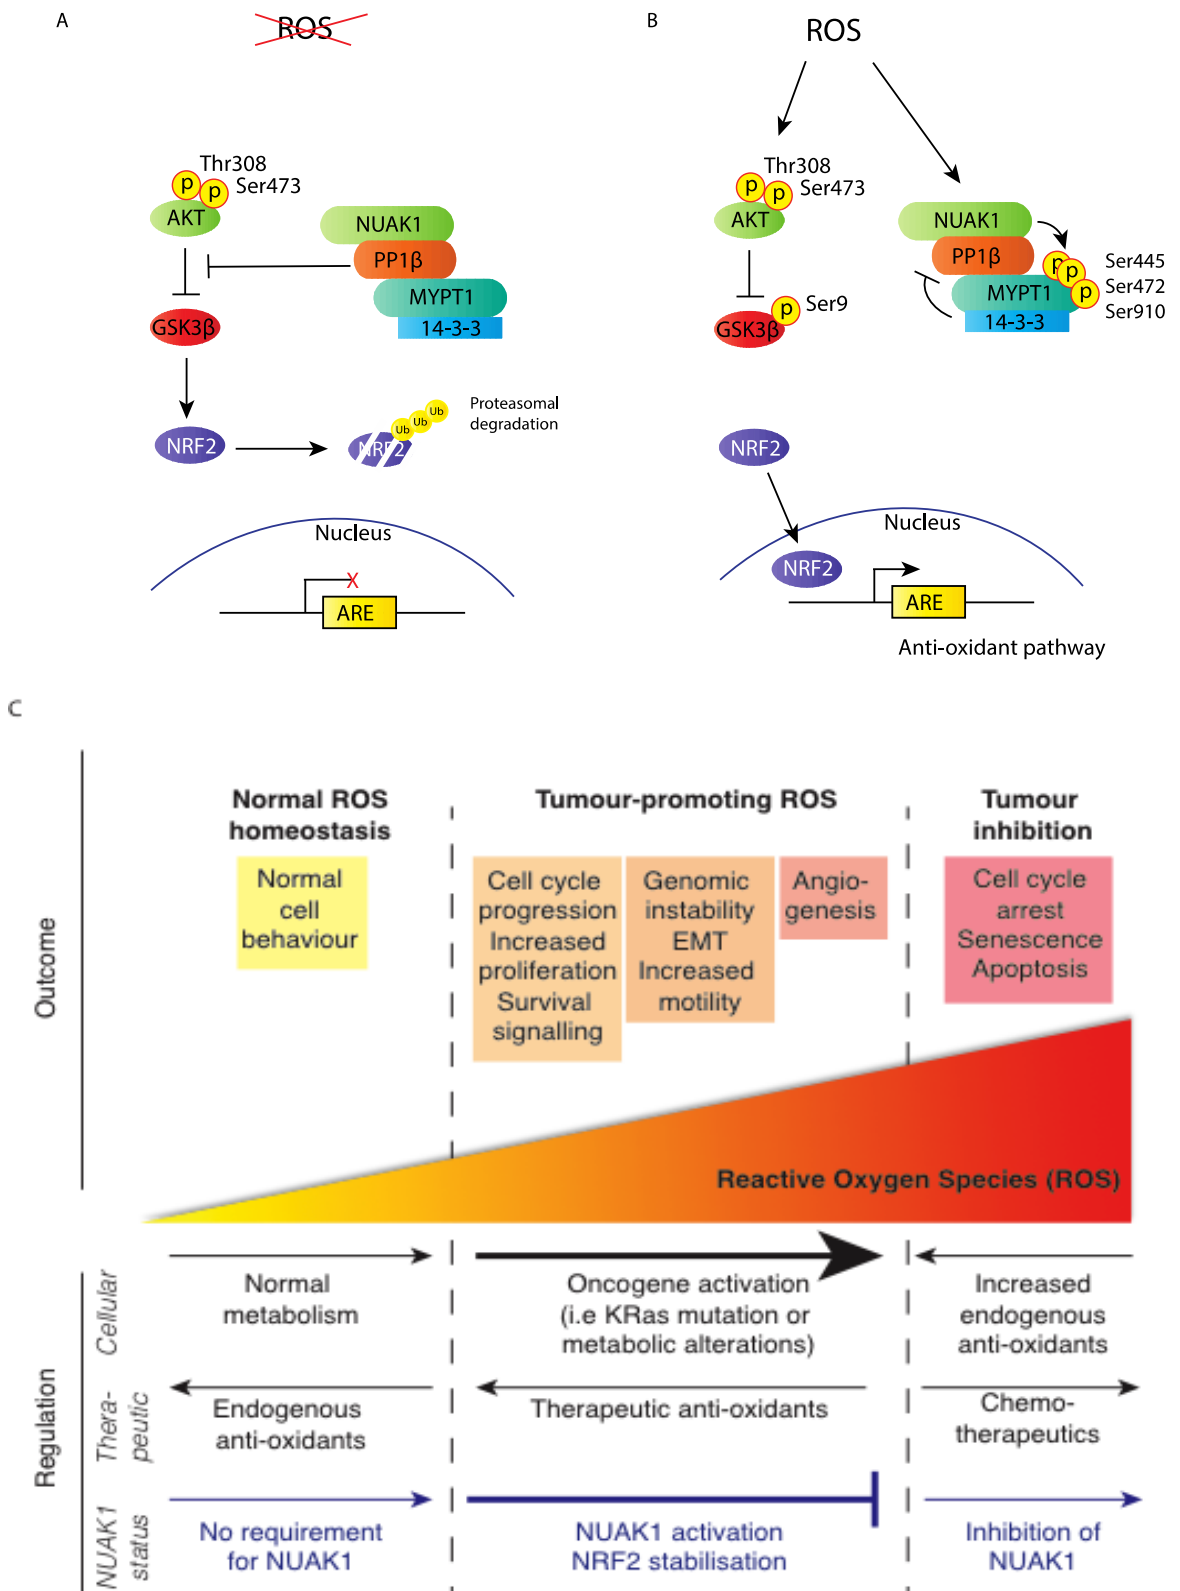 A
ROS
Thr308
Ser473
p
p
AKT
NUAK1
PP1β
MYPT1
14-3-3
GSK3β
NRF2
NRF2
Ub
Ub
Ub
Proteasomal
degradation
Nucleus
X
ARE
B
ROS
Thr308
Ser473
p
p
AKT
NUAK1
PP1β
MYPT1
14-3-3
p
p
p
Ser445
Ser472
Ser910
GSK3β
p
Ser9
NRF2
Nucleus
NRF2
ARE
Anti-oxidant pathway
C
Outcome
Normal ROS
homeostasis
Normal
cell
behaviour
Tumour-promoting ROS
Cell cycle
progression
Increased
proliferation
Survival
signalling
Genomic
instability
EMT
Increased
motility
Angio-
genesis
Tumour
inhibition
Cell cycle
arrest
Senescence
Apoptosis
Reactive Oxygen Species (ROS)
Regulation
Cellular
Normal
metabolism
Oncogene activation
(i.e KRas mutation or
metabolic alterations)
Increased
endogenous
anti-oxidants
Thera-
peutic
Endogenous
anti-oxidants
Therapeutic anti-oxidants
Chemo-
therapeutics
NUAK1
status
No requirement
for NUAK1
NUAK1 activation
NRF2 stabilisation
Inhibition of
NUAK1